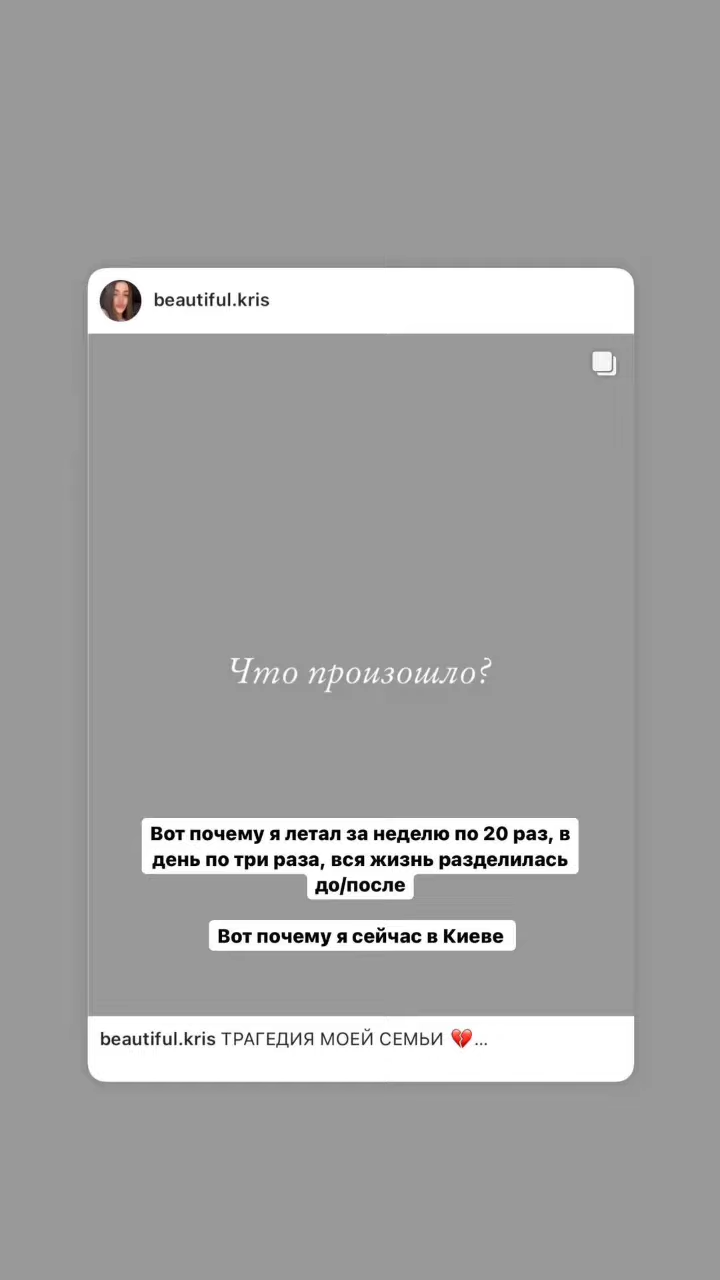 beautiful.kris
Что произошло?
Вот почему я летал за неделю по 20 раз, в
день по три раза, вся жизнь разделилась
до/после
Вот почему я сейчас в Киеве
beautiful.kris ТРАГЕДИЯ МОЕЙ СЕМЬИ 💔...